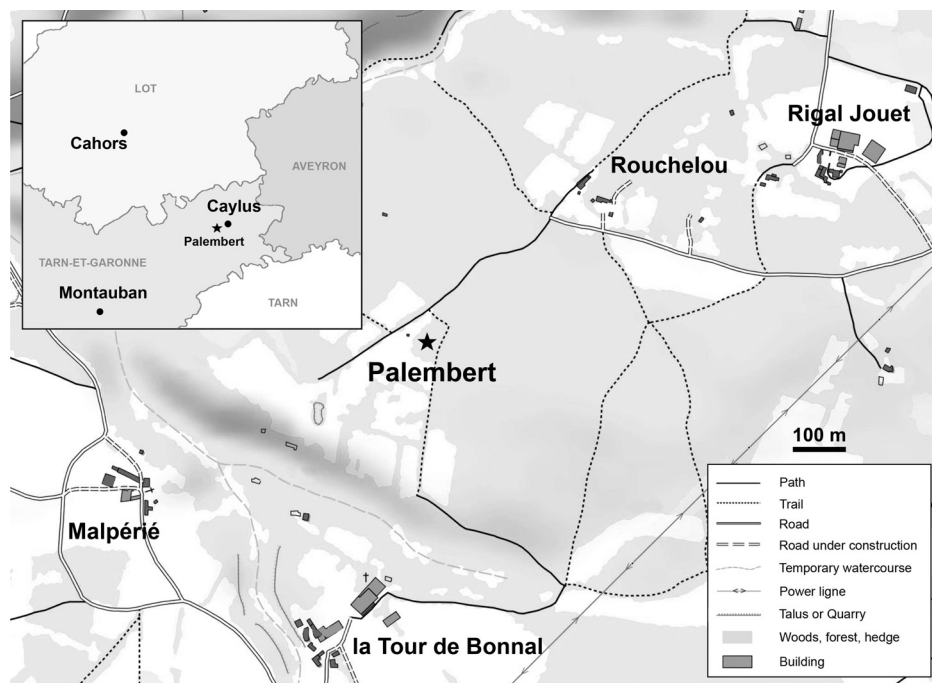 LOT
Cahors
AVEYRON
Caylus
Palembert
TARN-ET-GARONNE
Montauban
TARN
Rigal Jouet
Rouchelou
Palembert
100 m
Malpérié
la Tour de Bonnal
Path
Trail
Road
Road under construction
Temporary watercourse
Power ligne
Talus or Quarry
Woods, forest, hedge
Building